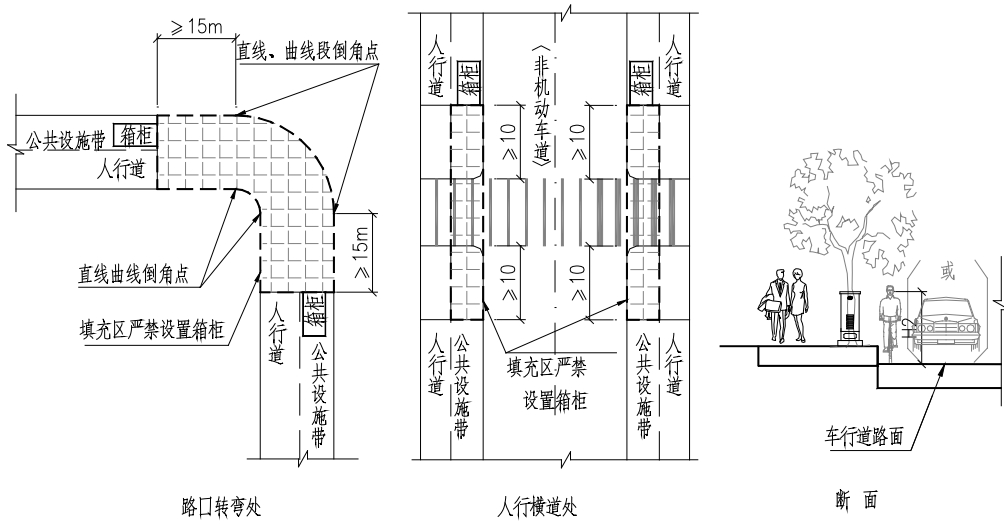 ≥15m
直线、曲线段倒角点
公共设施带
箱柜
人行道
≥15m
直线曲线倒角点
填充区严禁设置箱柜
箱柜
人行道
公共设施带
路口转弯处
人行道
箱柜
〈非机动车道〉
箱柜
人行道
≥10
≥10
≥10
≥10
人行道
公共设施带
填充区严禁
设置箱柜
公共设施带
人行道
人行横道处
或
车行道路面
断面